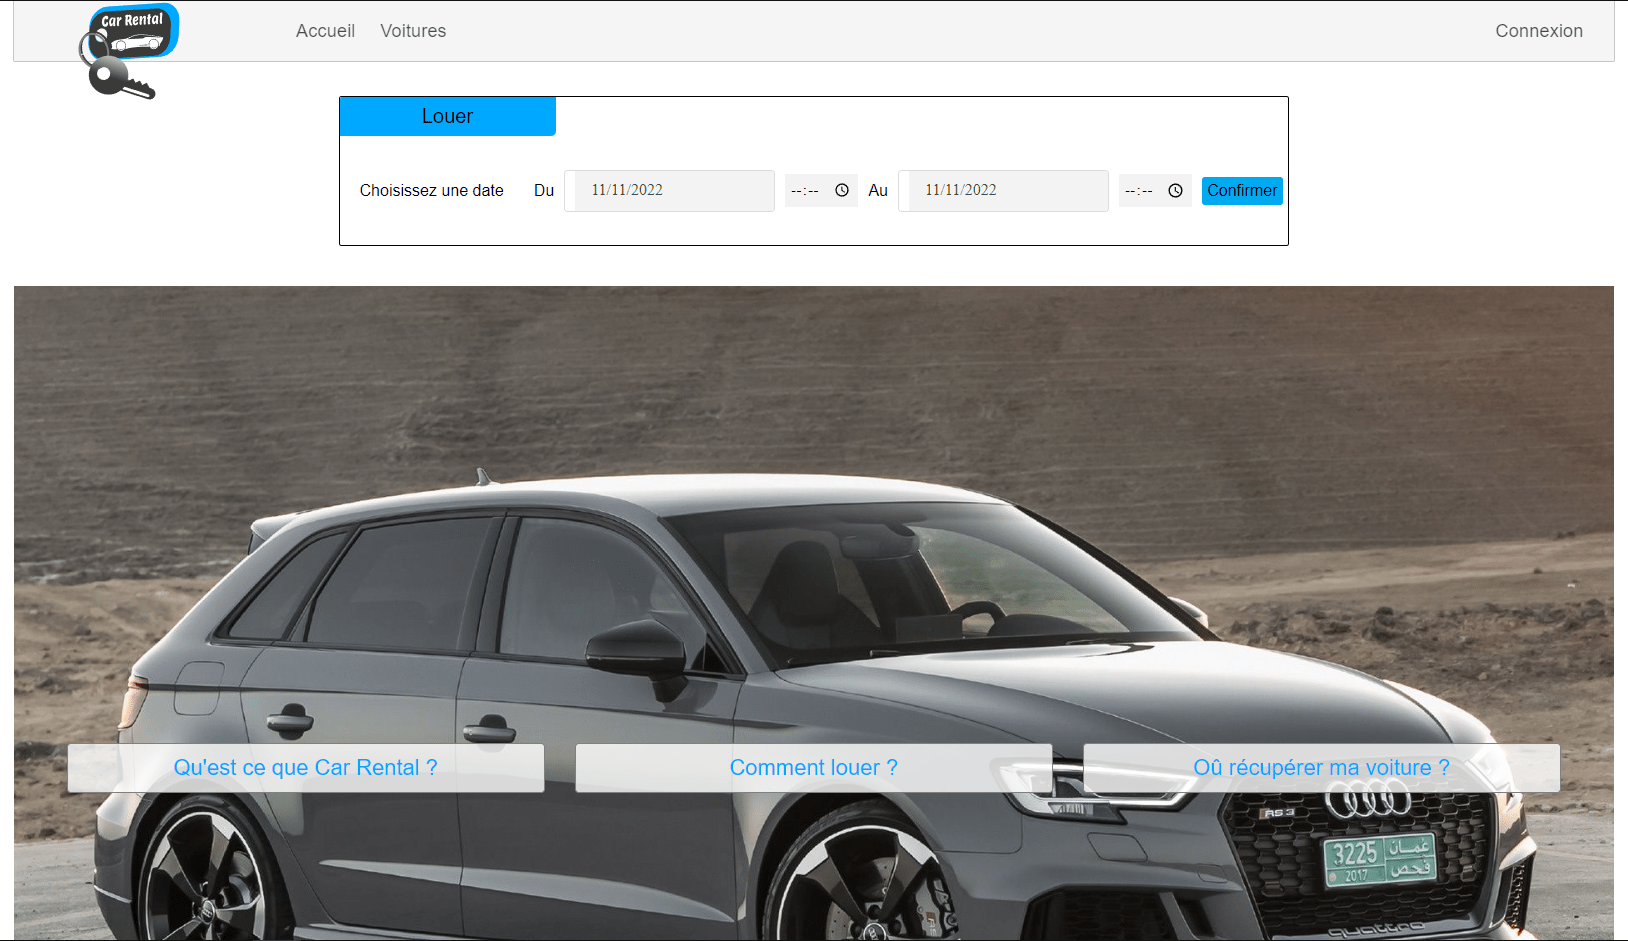 Car Rental
Accueil
Voitures
Connexion
Louer
Choisissez une date
Du
11/11/2022
--:--
Au
11/11/2022
--:--
Confirmer
Qu'est ce que Car Rental ?
Comment louer ?
Oû récupérer ma voiture ?
RS 3
3225 عمان
2017 فحص
quattro